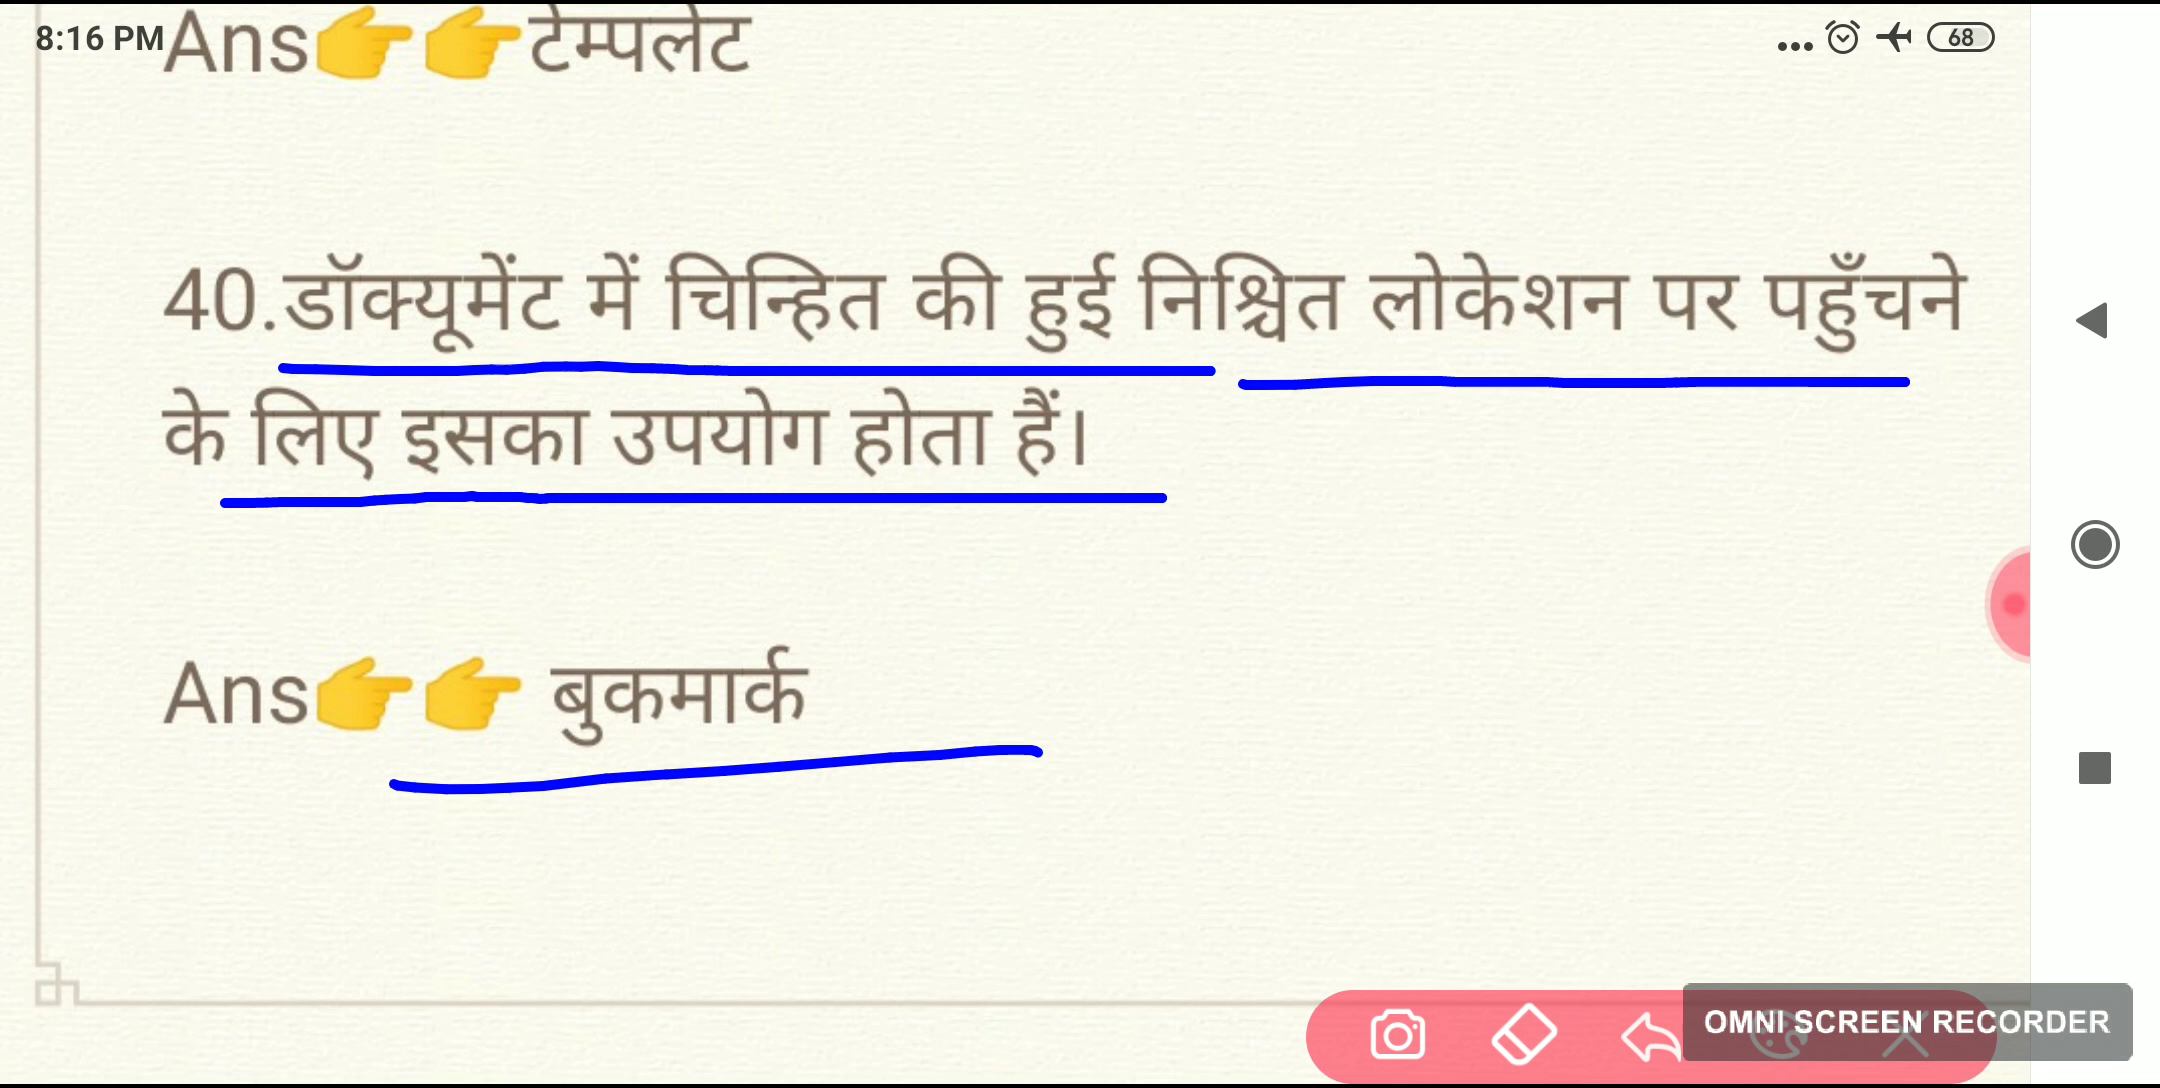 8:16 PM Ans👉👉टेम्पलेट 68
40.डॉक्यूमेंट में चिन्हित की हुई निश्चित लोकेशन पर पहुँचने
के लिए इसका उपयोग होता हैं।
Ans👉👉 बुकमार्क
OMNI SCREEN RECORDER